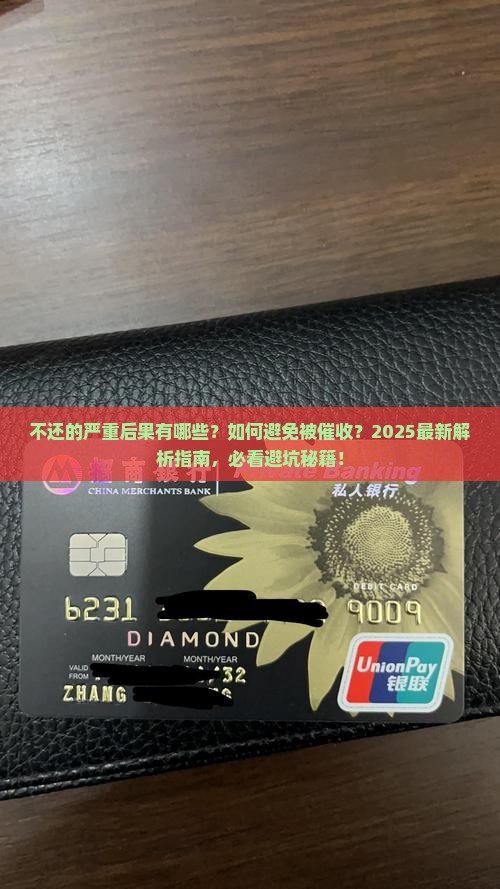 不还的严重后果有哪些？如何避免被催收？2025最新解
析指南，必看避坑秘籍！
Banking
CHINA MERCHANTS BANK
私人银行
DEBIT CARD
6231 9009
DIAMOND
MONTH/YEAR MONTH/YEAR
VALID
FROM
32
UnionPay
银联
ZHANG